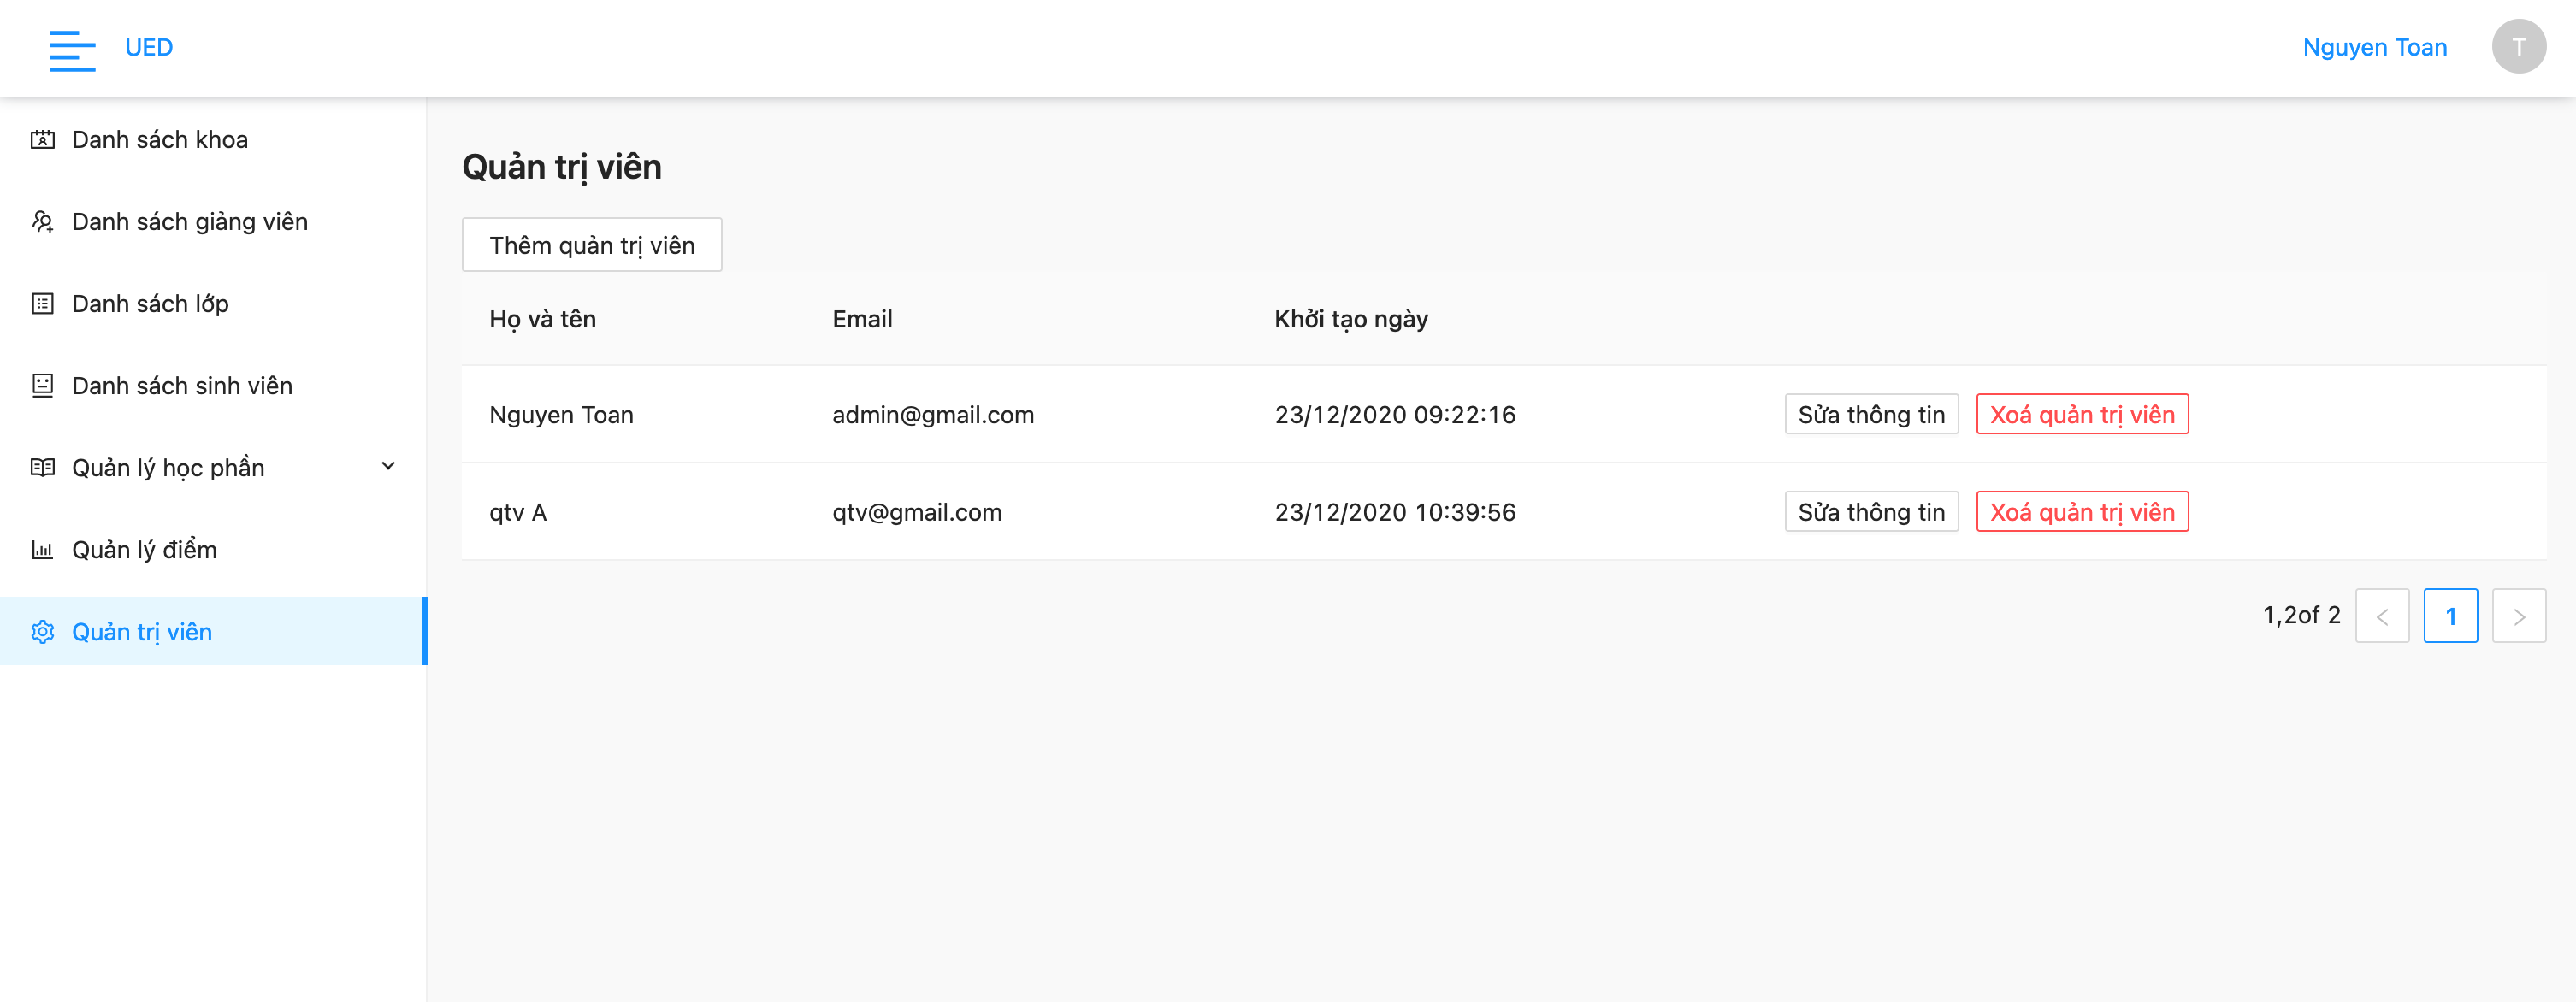 UED
Nguyen Toan
T
Danh sách khoa
Danh sách giảng viên
Danh sách lớp
Danh sách sinh viên
Quản lý học phần
Quản lý điểm
Quản trị viên
Quản trị viên
Thêm quản trị viên
Họ và tên Email Khởi tạo ngày
Nguyen Toan admin@gmail.com 23/12/2020 09:22:16 Sửa thông tin Xoá quản trị viên
qtv A qtv@gmail.com 23/12/2020 10:39:56 Sửa thông tin Xoá quản trị viên
1,2of 2 < 1 >